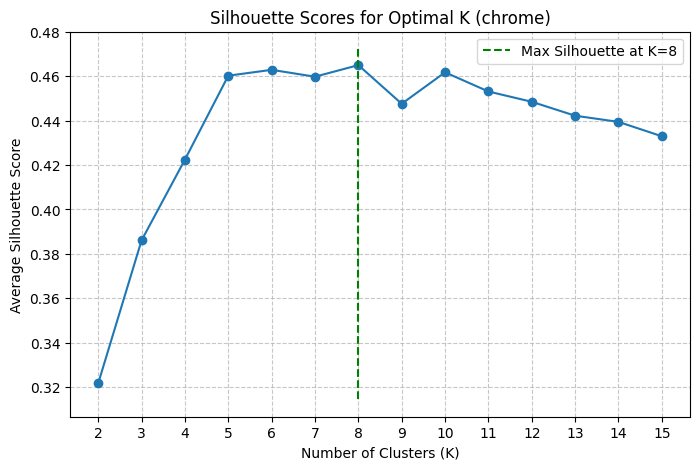 Silhouette Scores for Optimal K (chrome)
Max Silhouette at K=8
Average Silhouette Score
0.48
0.46
0.44
0.42
0.40
0.38
0.36
0.34
0.32
2 3 4 5 6 7 8 9 10 11 12 13 14 15
Number of Clusters (K)